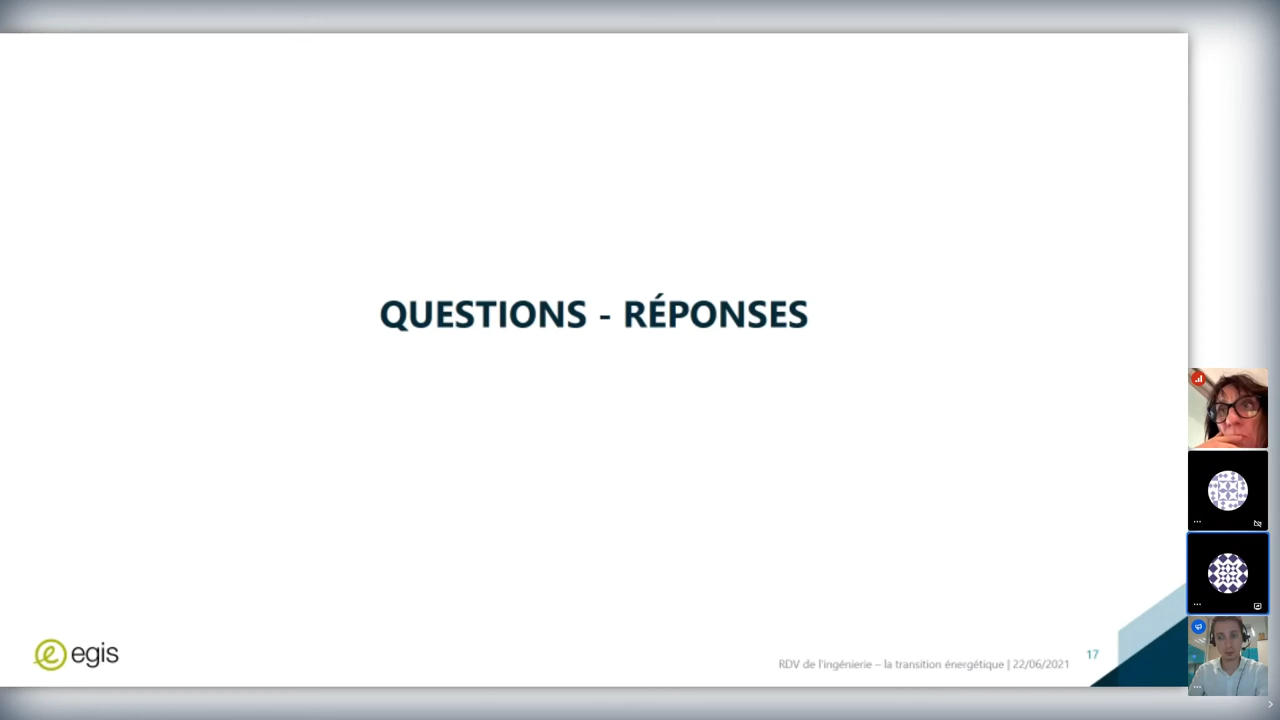 QUESTIONS - RÉPONSES
egis
RDV de l'ingénierie – la transition énergétique | 22/06/2021
17